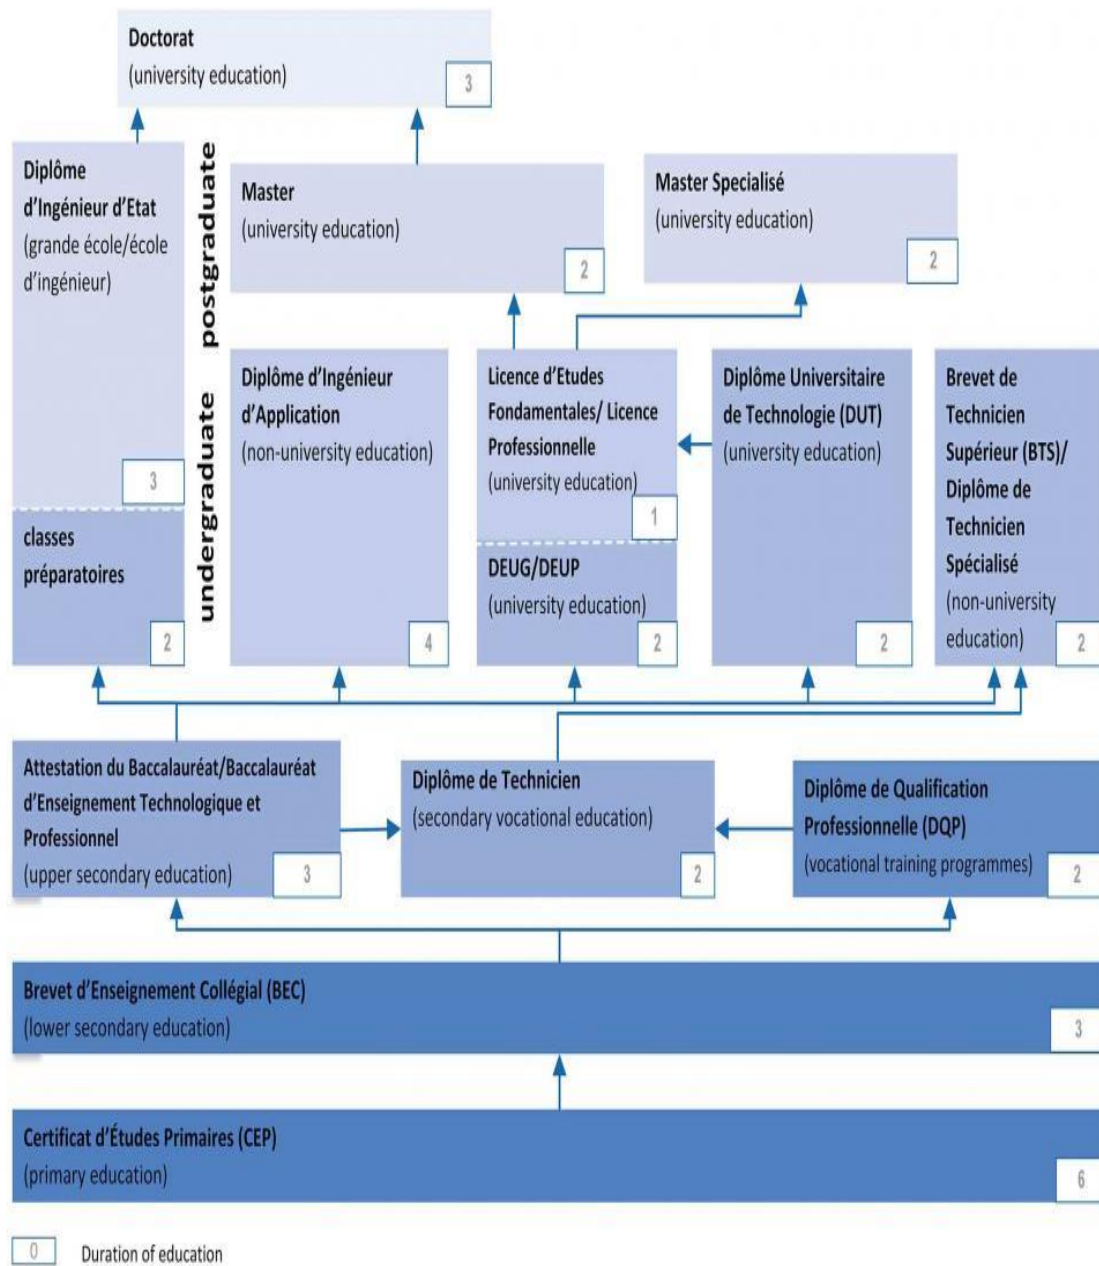 Doctorat
(university education)
3
Diplôme
d'Ingénieur d'Etat
(grande école/école
d'ingénieur)
3
postgraduate
Master
(university education)
2
Master Specialisé
(university education)
2
classes
préparatoires
2
undergraduate
Diplôme d'Ingénieur
d'Application
(non-university education)
4
Licence d'Etudes
Fondamentales/ Licence
Professionnelle
(university education)
1
DEUG/DEUP
(university education)
2
Diplôme Universitaire
de Technologie (DUT)
(university education)
2
Brevet de
Technicien
Supérieur (BTS)/
Diplôme de
Technicien
Spécialisé
(non-university
education)
2
Attestation du Baccalauréat/Baccalauréat
d'Enseignement Technologique et
Professionnel
(upper secondary education)
3
Diplôme de Technicien
(secondary vocational education)
2
Diplôme de Qualification
Professionnelle (DQP)
(vocational training programmes)
2
Brevet d'Enseignement Collégial (BEC)
(lower secondary education)
3
Certificat d'Études Primaires (CEP)
(primary education)
6
0 Duration of education